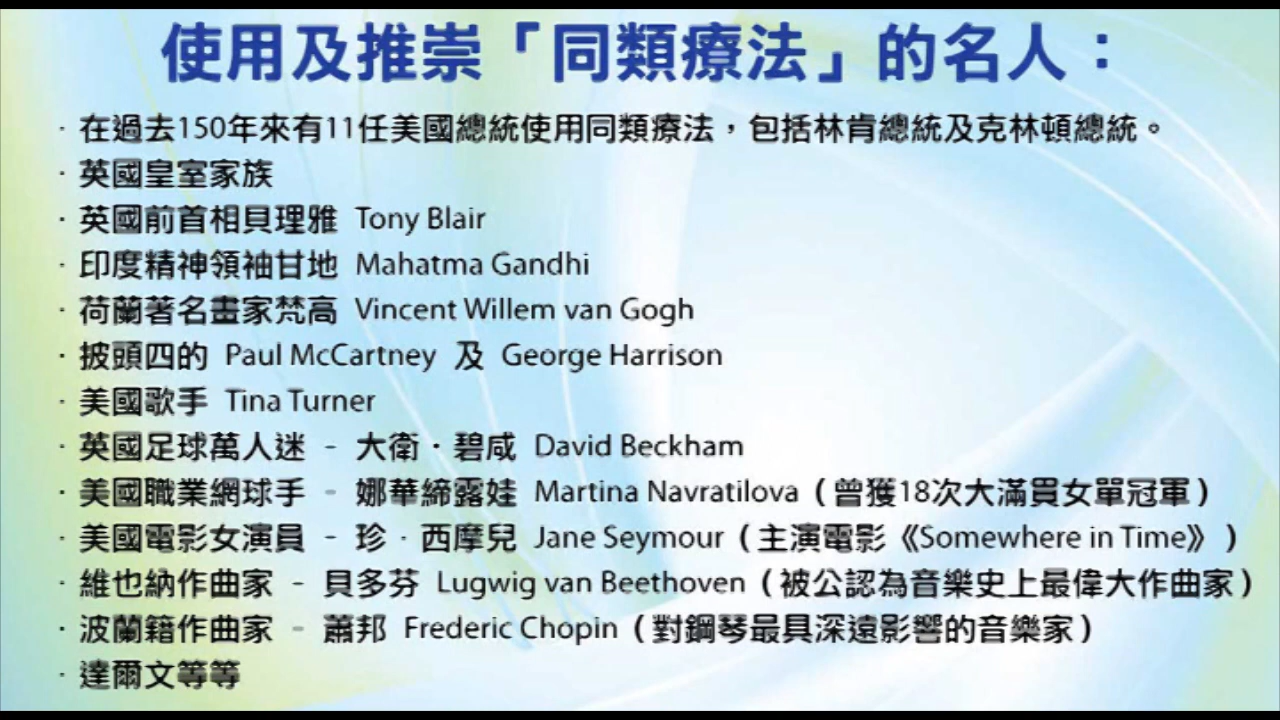 使用及推崇「同類療法」的名人：
· 在過去150年來有11任美國總統使用同類療法，包括林肯總統及克林頓總統。
· 英國皇室家族
· 英國前首相貝理雅 Tony Blair
· 印度精神領袖甘地 Mahatma Gandhi
· 荷蘭著名畫家梵高 Vincent Willem van Gogh
· 披頭四的 Paul McCartney 及 George Harrison
· 美國歌手 Tina Turner
· 英國足球萬人迷 - 大衛·碧咸 David Beckham
· 美國職業網球手 - 娜華締露娃 Martina Navratilova（曾獲18次大滿貫女單冠軍）
· 美國電影女演員 - 珍·西摩兒 Jane Seymour（主演電影《Somewhere in Time》）
· 維也納作曲家 - 貝多芬 Lugwig van Beethoven（被公認為音樂史上最偉大作曲家）
· 波蘭籍作曲家 - 蕭邦 Frederic Chopin（對鋼琴最具深遠影響的音樂家）
· 達爾文等等